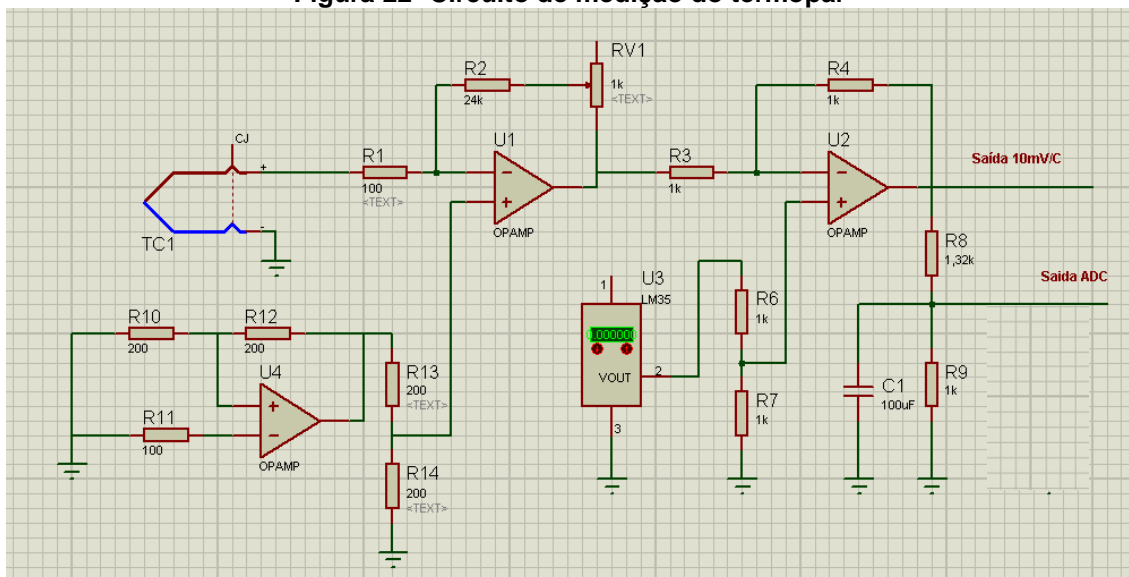 Figura 22- Circuito de medição do termopar
RV1
1k
<TEXT>
R2
24k
R4
1k
CJ
+
-
TC1
R1
100
<TEXT>
U1
OPAMP
R3
1k
U2
OPAMP
Saída 10mV/C
R8
1,32k
Saida ADC
1
U3
LM35
VOUT
2
3
R6
1k
R7
1k
C1
100uF
R9
1k
R10
200
R12
200
U4
OPAMP
R11
100
R13
200
<TEXT>
R14
200
<TEXT>